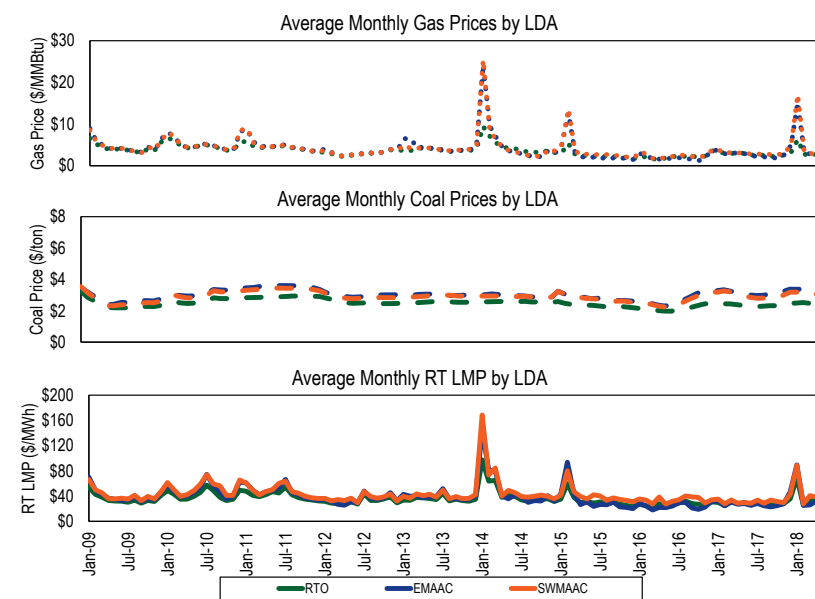 Average Monthly Gas Prices by LDA
Gas Price ($/MMBtu)
$30
$20
$10
$0
Average Monthly Coal Prices by LDA
Coal Price ($/ton)
$8
$6
$4
$2
$0
Average Monthly RT LMP by LDA
RT LMP ($/MWh)
$200
$160
$120
$80
$40
$0
Jan-09 Jul-09 Jan-10 Jul-10 Jan-11 Jul-11 Jan-12 Jul-12 Jan-13 Jul-13 Jan-14 Jul-14 Jan-15 Jul-15 Jan-16 Jul-16 Jan-17 Jul-17 Jan-18
RTO EMAAC SWMAAC